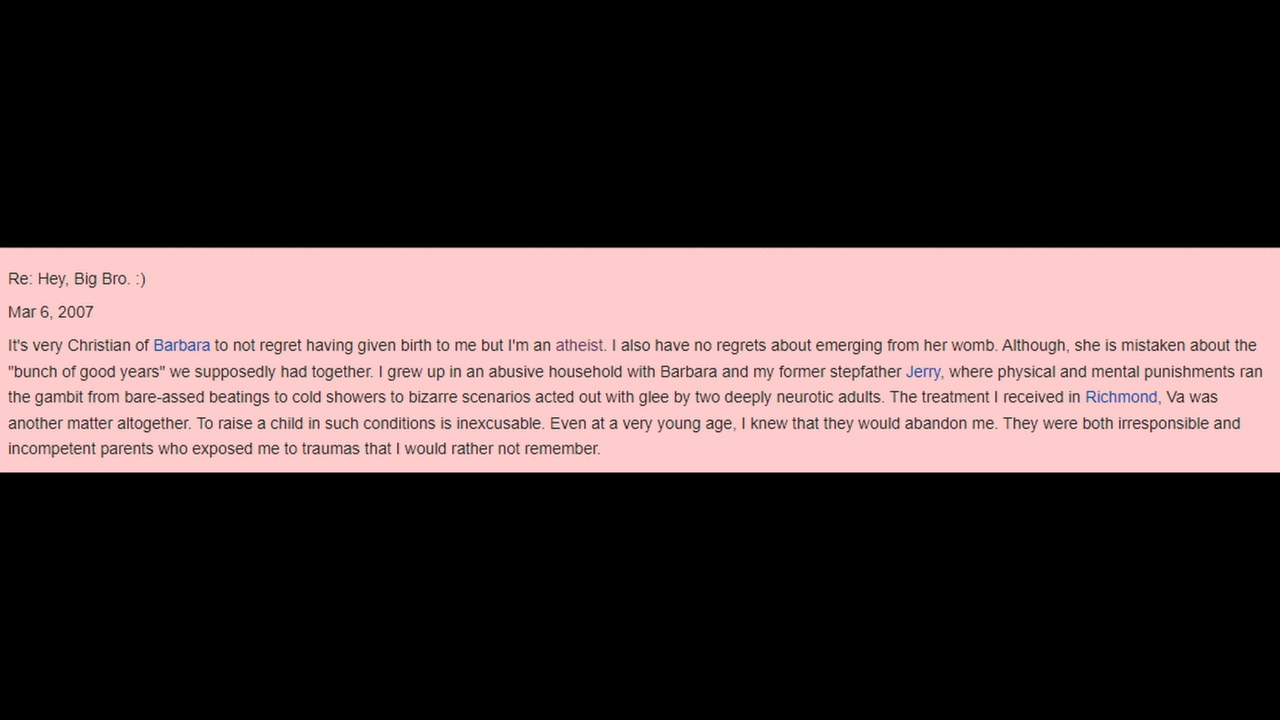 Re: Hey, Big Bro. :)
Mar 6, 2007
It's very Christian of Barbara to not regret having given birth to me but I'm an atheist. I also have no regrets about emerging from her womb. Although, she is mistaken about the
"bunch of good years" we supposedly had together. I grew up in an abusive household with Barbara and my former stepfather Jerry, where physical and mental punishments ran
the gambit from bare-assed beatings to cold showers to bizarre scenarios acted out with glee by two deeply neurotic adults. The treatment I received in Richmond, Va was
another matter altogether. To raise a child in such conditions is inexcusable. Even at a very young age, I knew that they would abandon me. They were both irresponsible and
incompetent parents who exposed me to traumas that I would rather not remember.